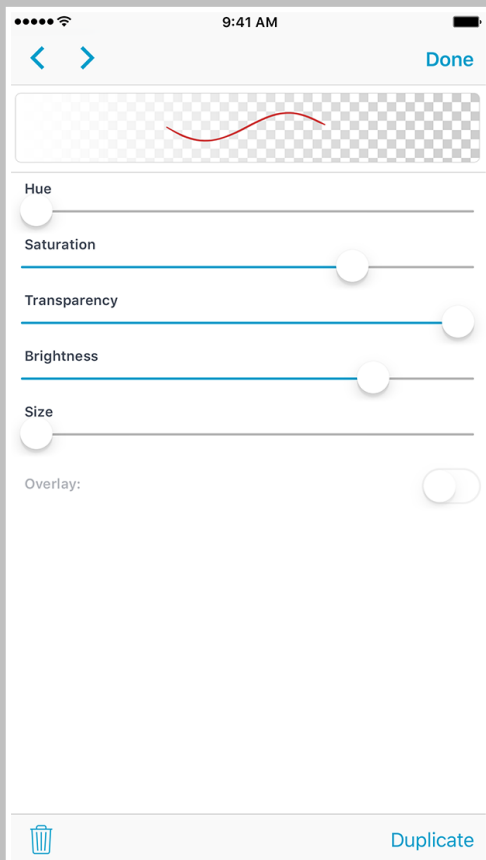 9:41 AM
Done
Hue
Saturation
Transparency
Brightness
Size
Overlay:
Duplicate